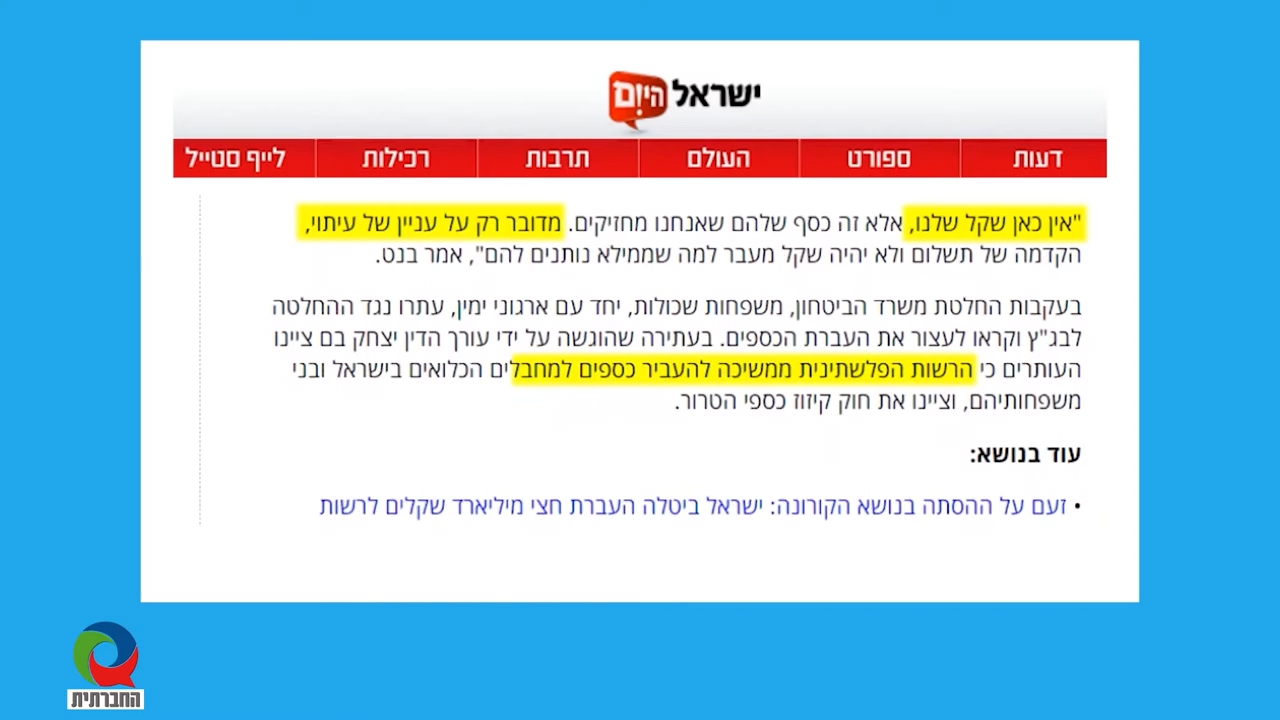 ישראל היום
דעות
ספורט
העולם
תרבות
רכילות
לייף סטייל
"אין כאן שקל שלנו, אלא זה כסף שלהם שאנחנו מחזיקים. מדובר רק על עניין של עיתוי,
הקדמה של תשלום ולא יהיה שקל מעבר למה שממילא נותנים להם", אמר בנט.
בעקבות החלטת משרד הביטחון, משפחות שכולות, יחד עם ארגוני ימין, עתרו נגד ההחלטה
לבג"ץ וקראו לעצור את העברת הכספים. בעתירה שהוגשה על ידי עורך הדין יצחק בם ציינו
העותרים כי הרשות הפלשתינית ממשיכה להעביר כספים למחבלים הכלואים בישראל ובני
משפחותיהם, וציינו את חוק קיזוז כספי הטרור.
עוד בנושא:
• זעם על ההסתה בנושא הקורונה: ישראל ביטלה העברת חצי מיליארד שקלים לרשות
החברתית